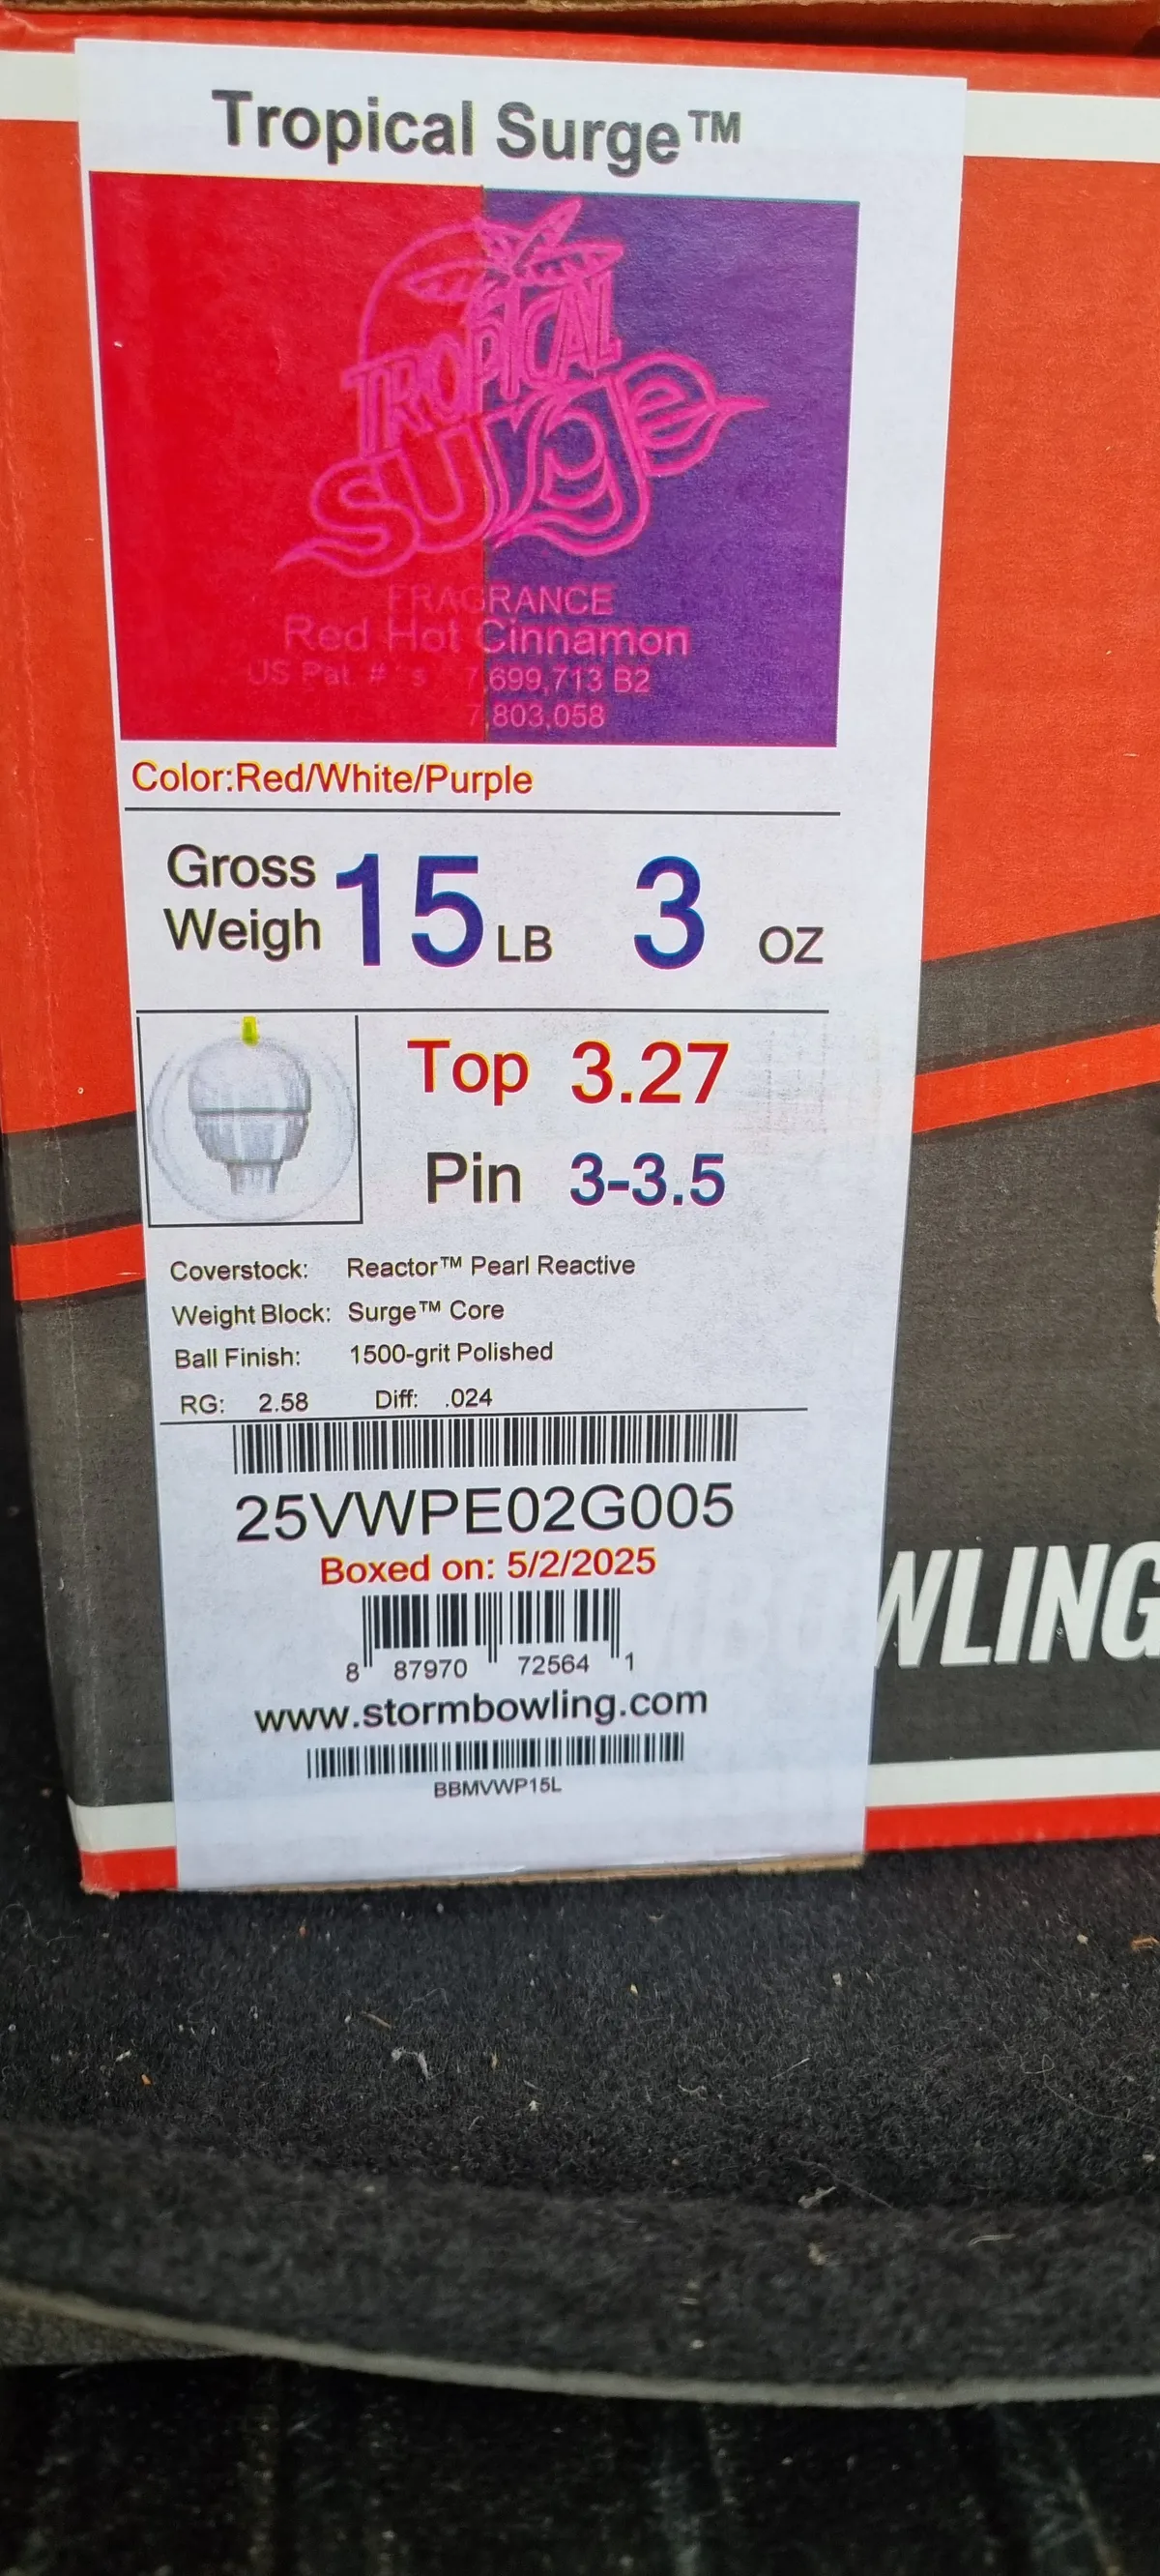 Tropical Surge™
TROPICAL
surge
FRAGRANCE
Red Hot Cinnamon
US Pat. # 's 7,699,713 B2
7,803,058
Color:Red/White/Purple
Gross
Weigh 15 LB 3 OZ
Top 3.27
Pin 3-3.5
Coverstock: Reactor™ Pearl Reactive
Weight Block: Surge™ Core
Ball Finish: 1500-grit Polished
RG: 2.58 Diff: .024
25VWPE02G005
Boxed on: 5/2/2025
8 87970 72564 1
www.stormbowling.com
BBMVWP15L
WLING